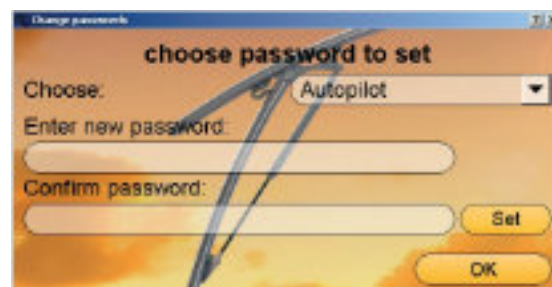 Change passwords
choose password to set
Choose: Autopilot
Enter new password:
Confirm password:
Set
OK